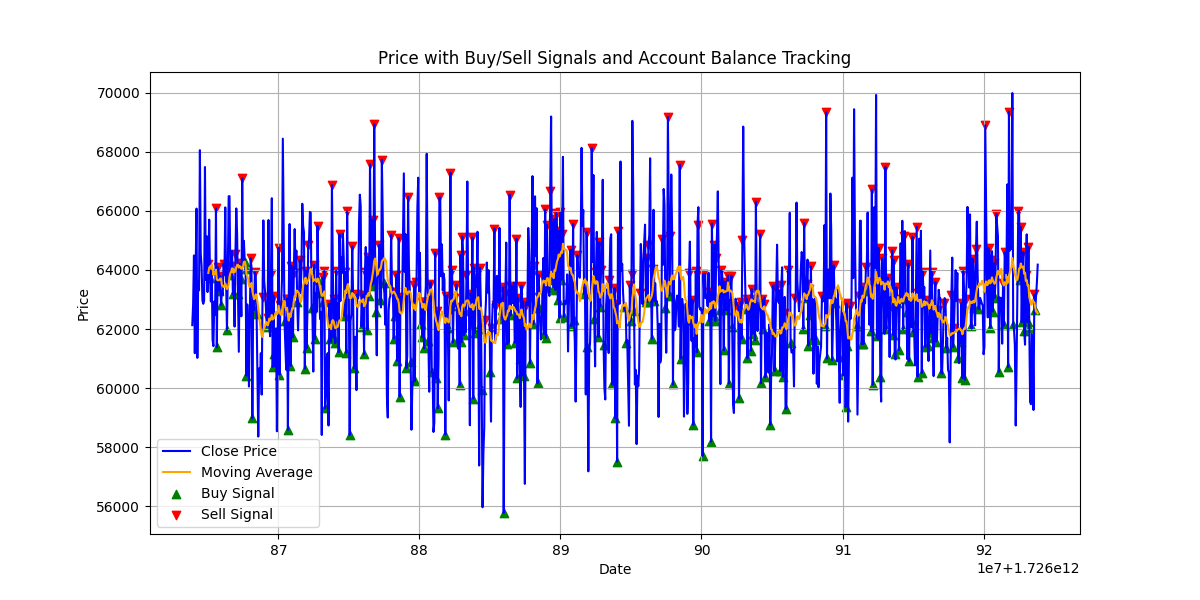 Price with Buy/Sell Signals and Account Balance Tracking
70000
68000
66000
64000
62000
60000
58000
56000
Price
Close Price
Moving Average
Buy Signal
Sell Signal
87 88 89 90 91 92
Date
1e7+1.726e12